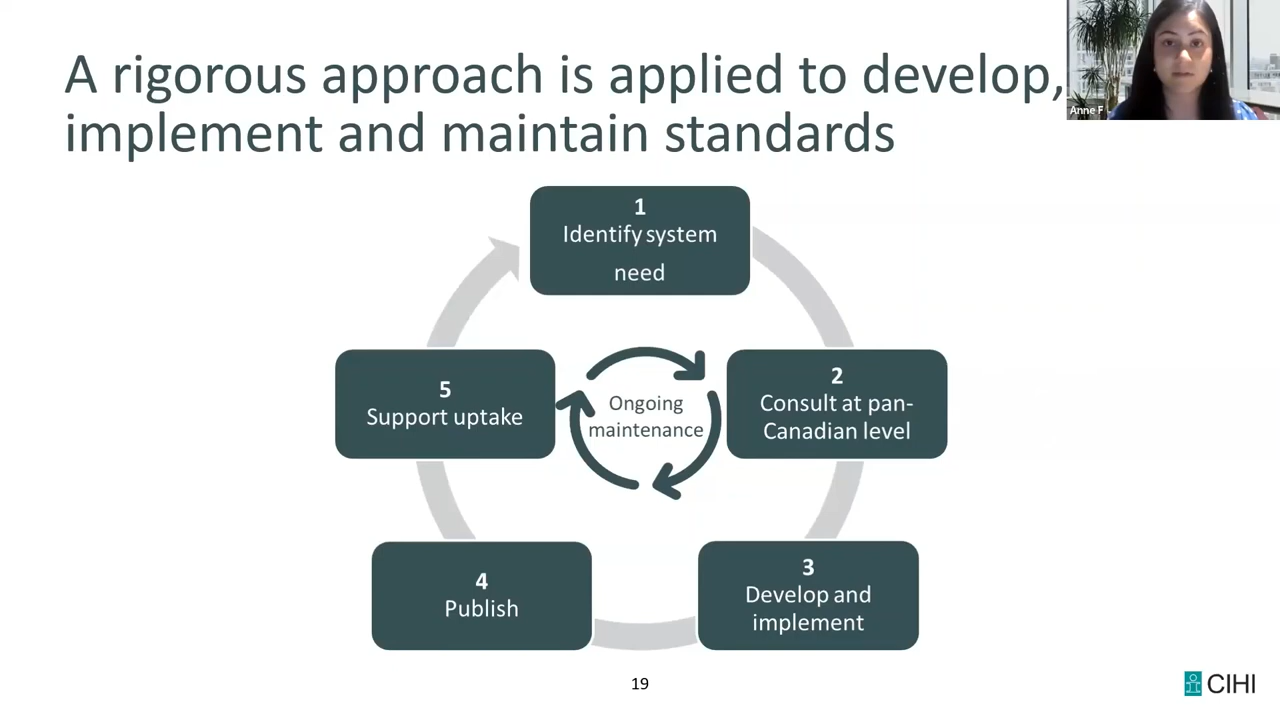 A rigorous approach is applied to develop,
implement and maintain standards
Anne F
1
Identify system
need
5
Support uptake
Ongoing
maintenance
2
Consult at pan-
Canadian level
4
Publish
3
Develop and
implement
19
CIHI